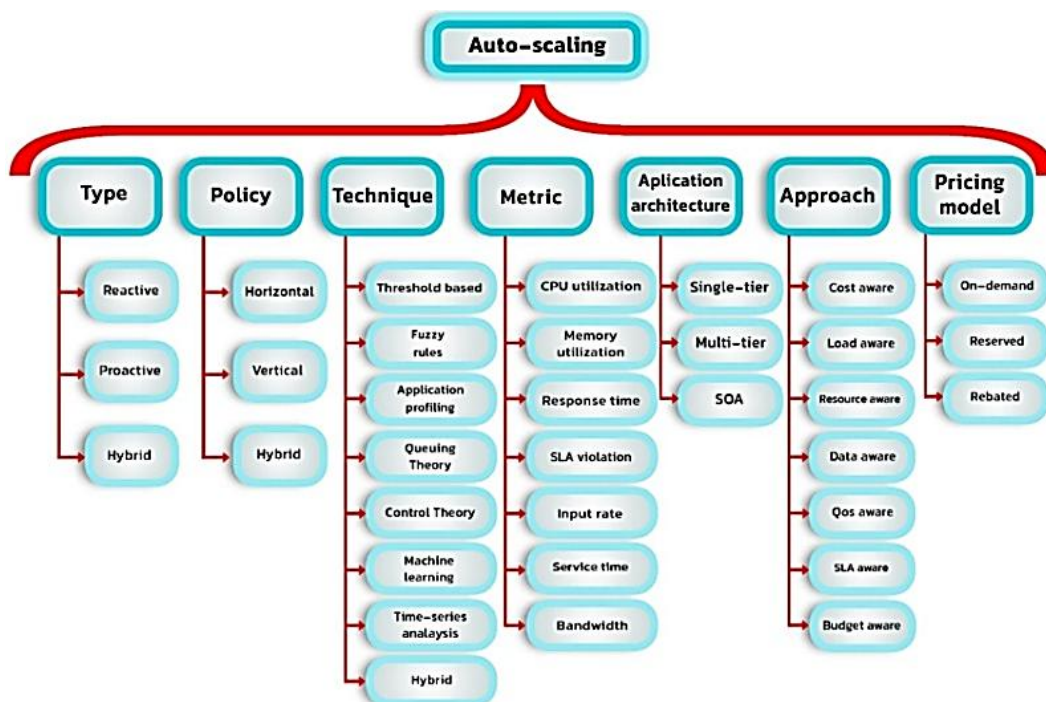 Auto-scaling
Type
Policy
Technique
Metric
Aplication
architecture
Approach
Pricing
model
Reactive
Proactive
Hybrid
Horizontal
Vertical
Hybrid
Threshold based
Fuzzy
rules
Application
profiling
Queuing
Theory
Control Theory
Machine
learning
Time-series
analaysis
Hybrid
CPU utilization
Memory
utilization
Response time
SLA violation
Input rate
Service time
Bandwidth
Single-tier
Multi-tier
SOA
Cost aware
Load aware
Resource aware
Data aware
Qos aware
SLA aware
Budget aware
On-demand
Reserved
Rebated